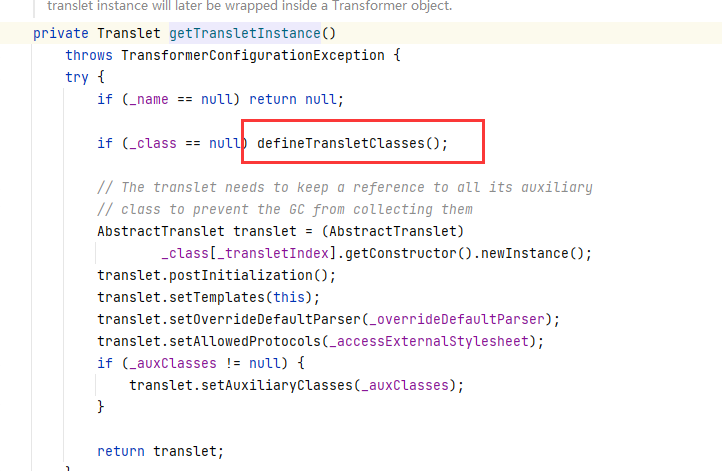 translet instance will later be wrapped inside a Transformer object.
private Translet getTransletInstance()
throws TransformerConfigurationException {
try {
if (_name == null) return null;
if (_class == null) defineTransletClasses();
// The translet needs to keep a reference to all its auxiliary
// class to prevent the GC from collecting them
AbstractTranslet translet = (AbstractTranslet)
_class[_transletIndex].getConstructor().newInstance();
translet.postInitialization();
translet.setTemplates(this);
translet.setOverrideDefaultParser(_overrideDefaultParser);
translet.setAllowedProtocols(_accessExternalStylesheet);
if (_auxClasses != null) {
translet.setAuxiliaryClasses(_auxClasses);
}
return translet;